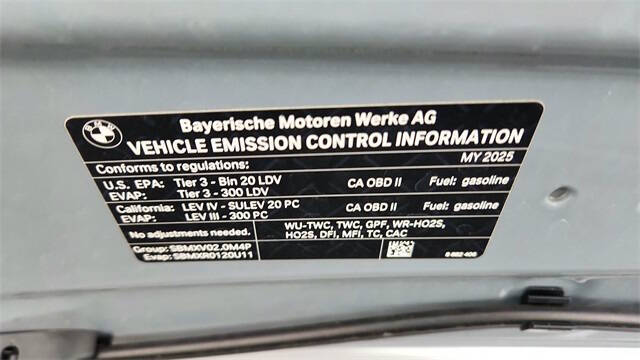 BMW
Bayerische Motoren Werke AG
VEHICLE EMISSION CONTROL INFORMATION
Conforms to regulations: MY 2025
U.S. EPA: Tier 3 - Bin 20 LDV CA OBD II Fuel: gasoline
EVAP: Tier 3 - 300 LDV
California: LEV IV - SULEV 20 PC CA OBD II Fuel: gasoline
EVAP: LEV III - 300 PC
No adjustments needed. WU-TWC, TWC, GPF, WR-HO2S,
HO2S, DFI, MFI, TC, CAC
Group: SBMXV02.0M4P
Evap: SBMXR0120U11